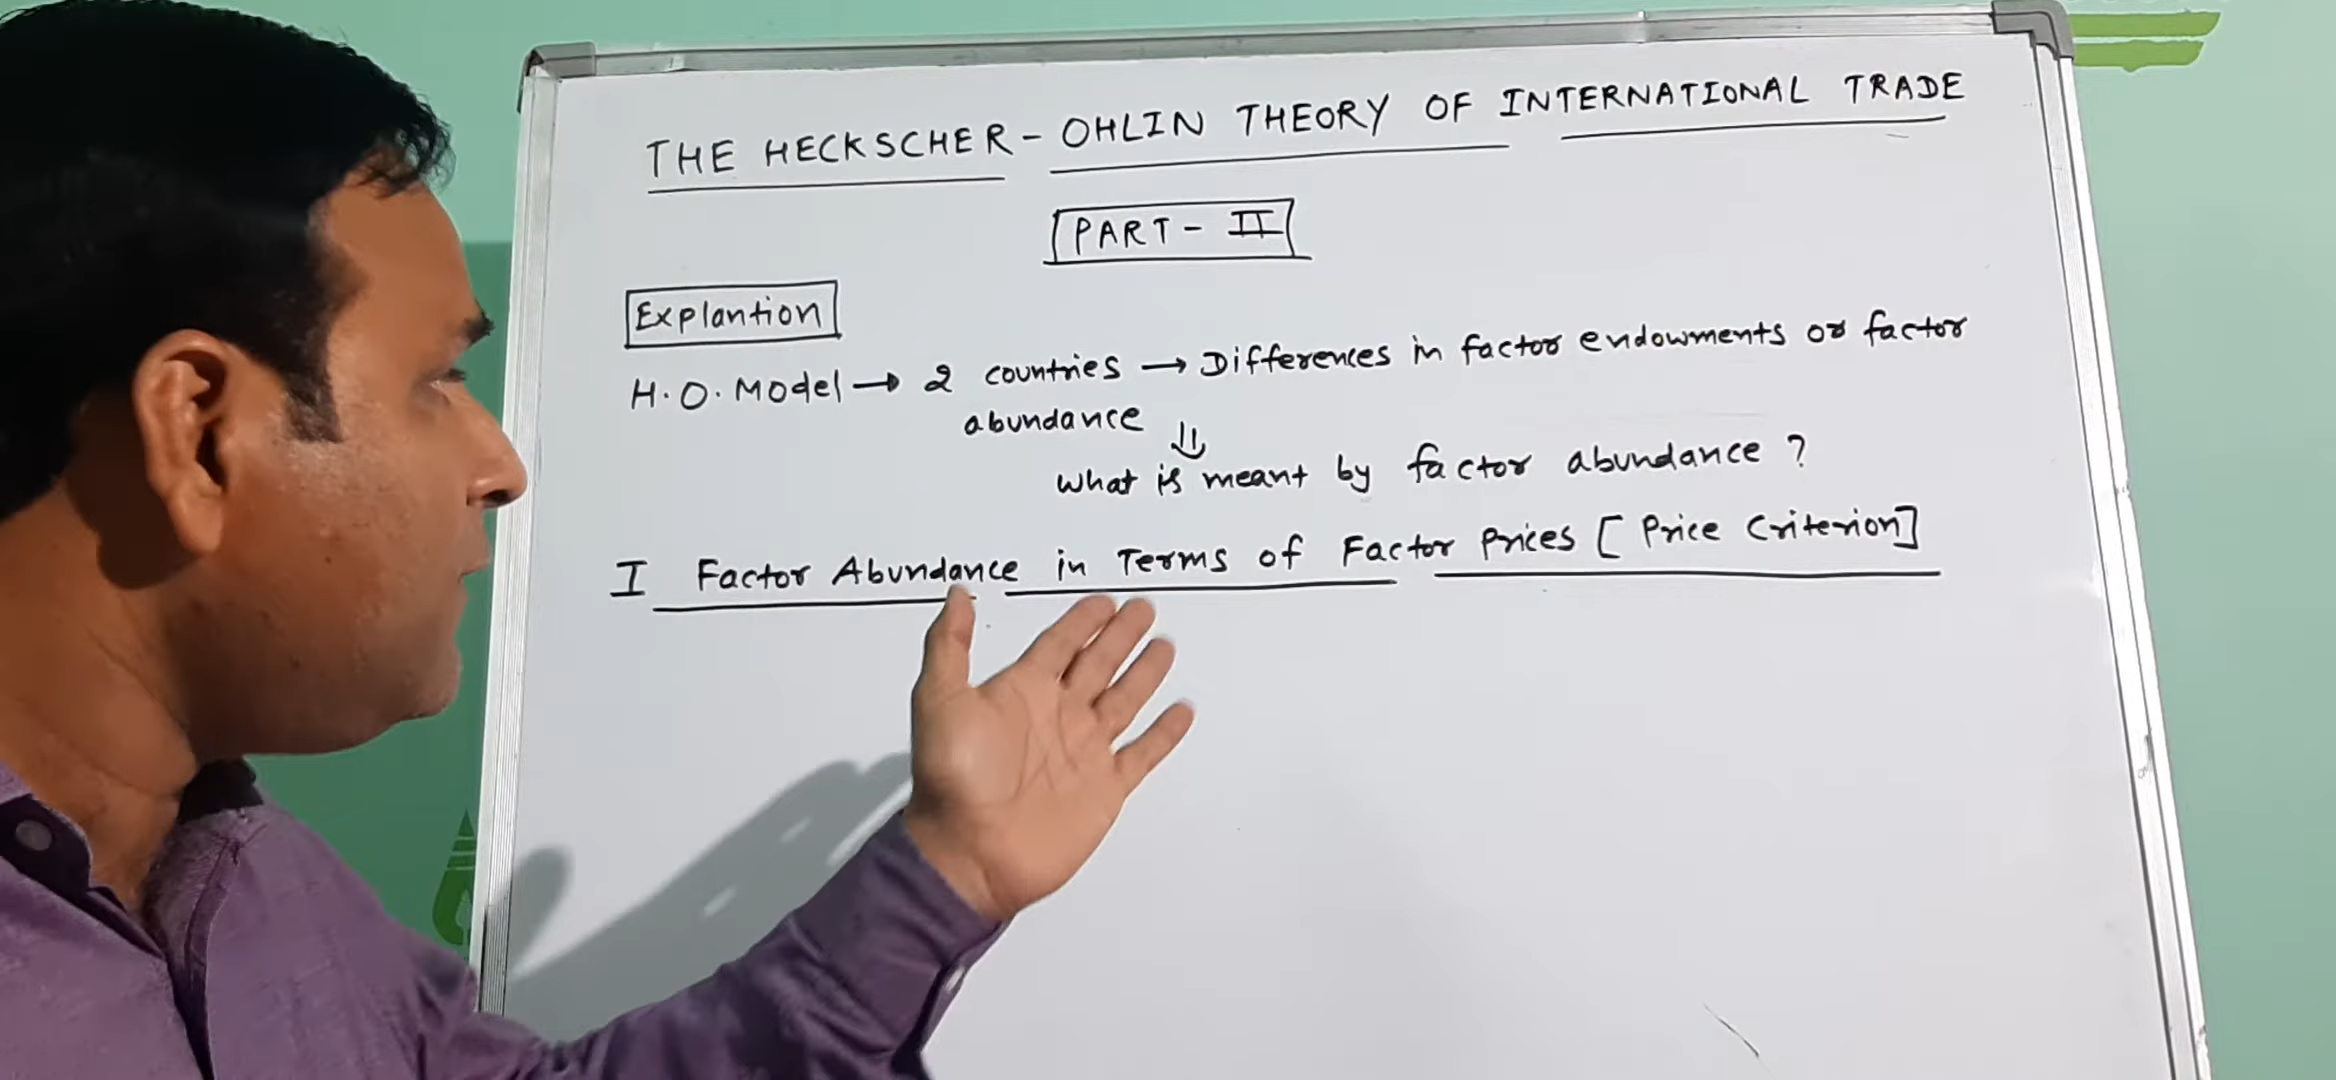 THE HECKSCHER - OHLIN THEORY OF INTERNATIONAL TRADE
PART - II
Explantion
H.O. Model → 2 countries → Differences in factor endowments or factor
abundance ⇓
What is meant by factor abundance ?
I Factor Abundance in Terms of Factor Prices [ Price Criterion]